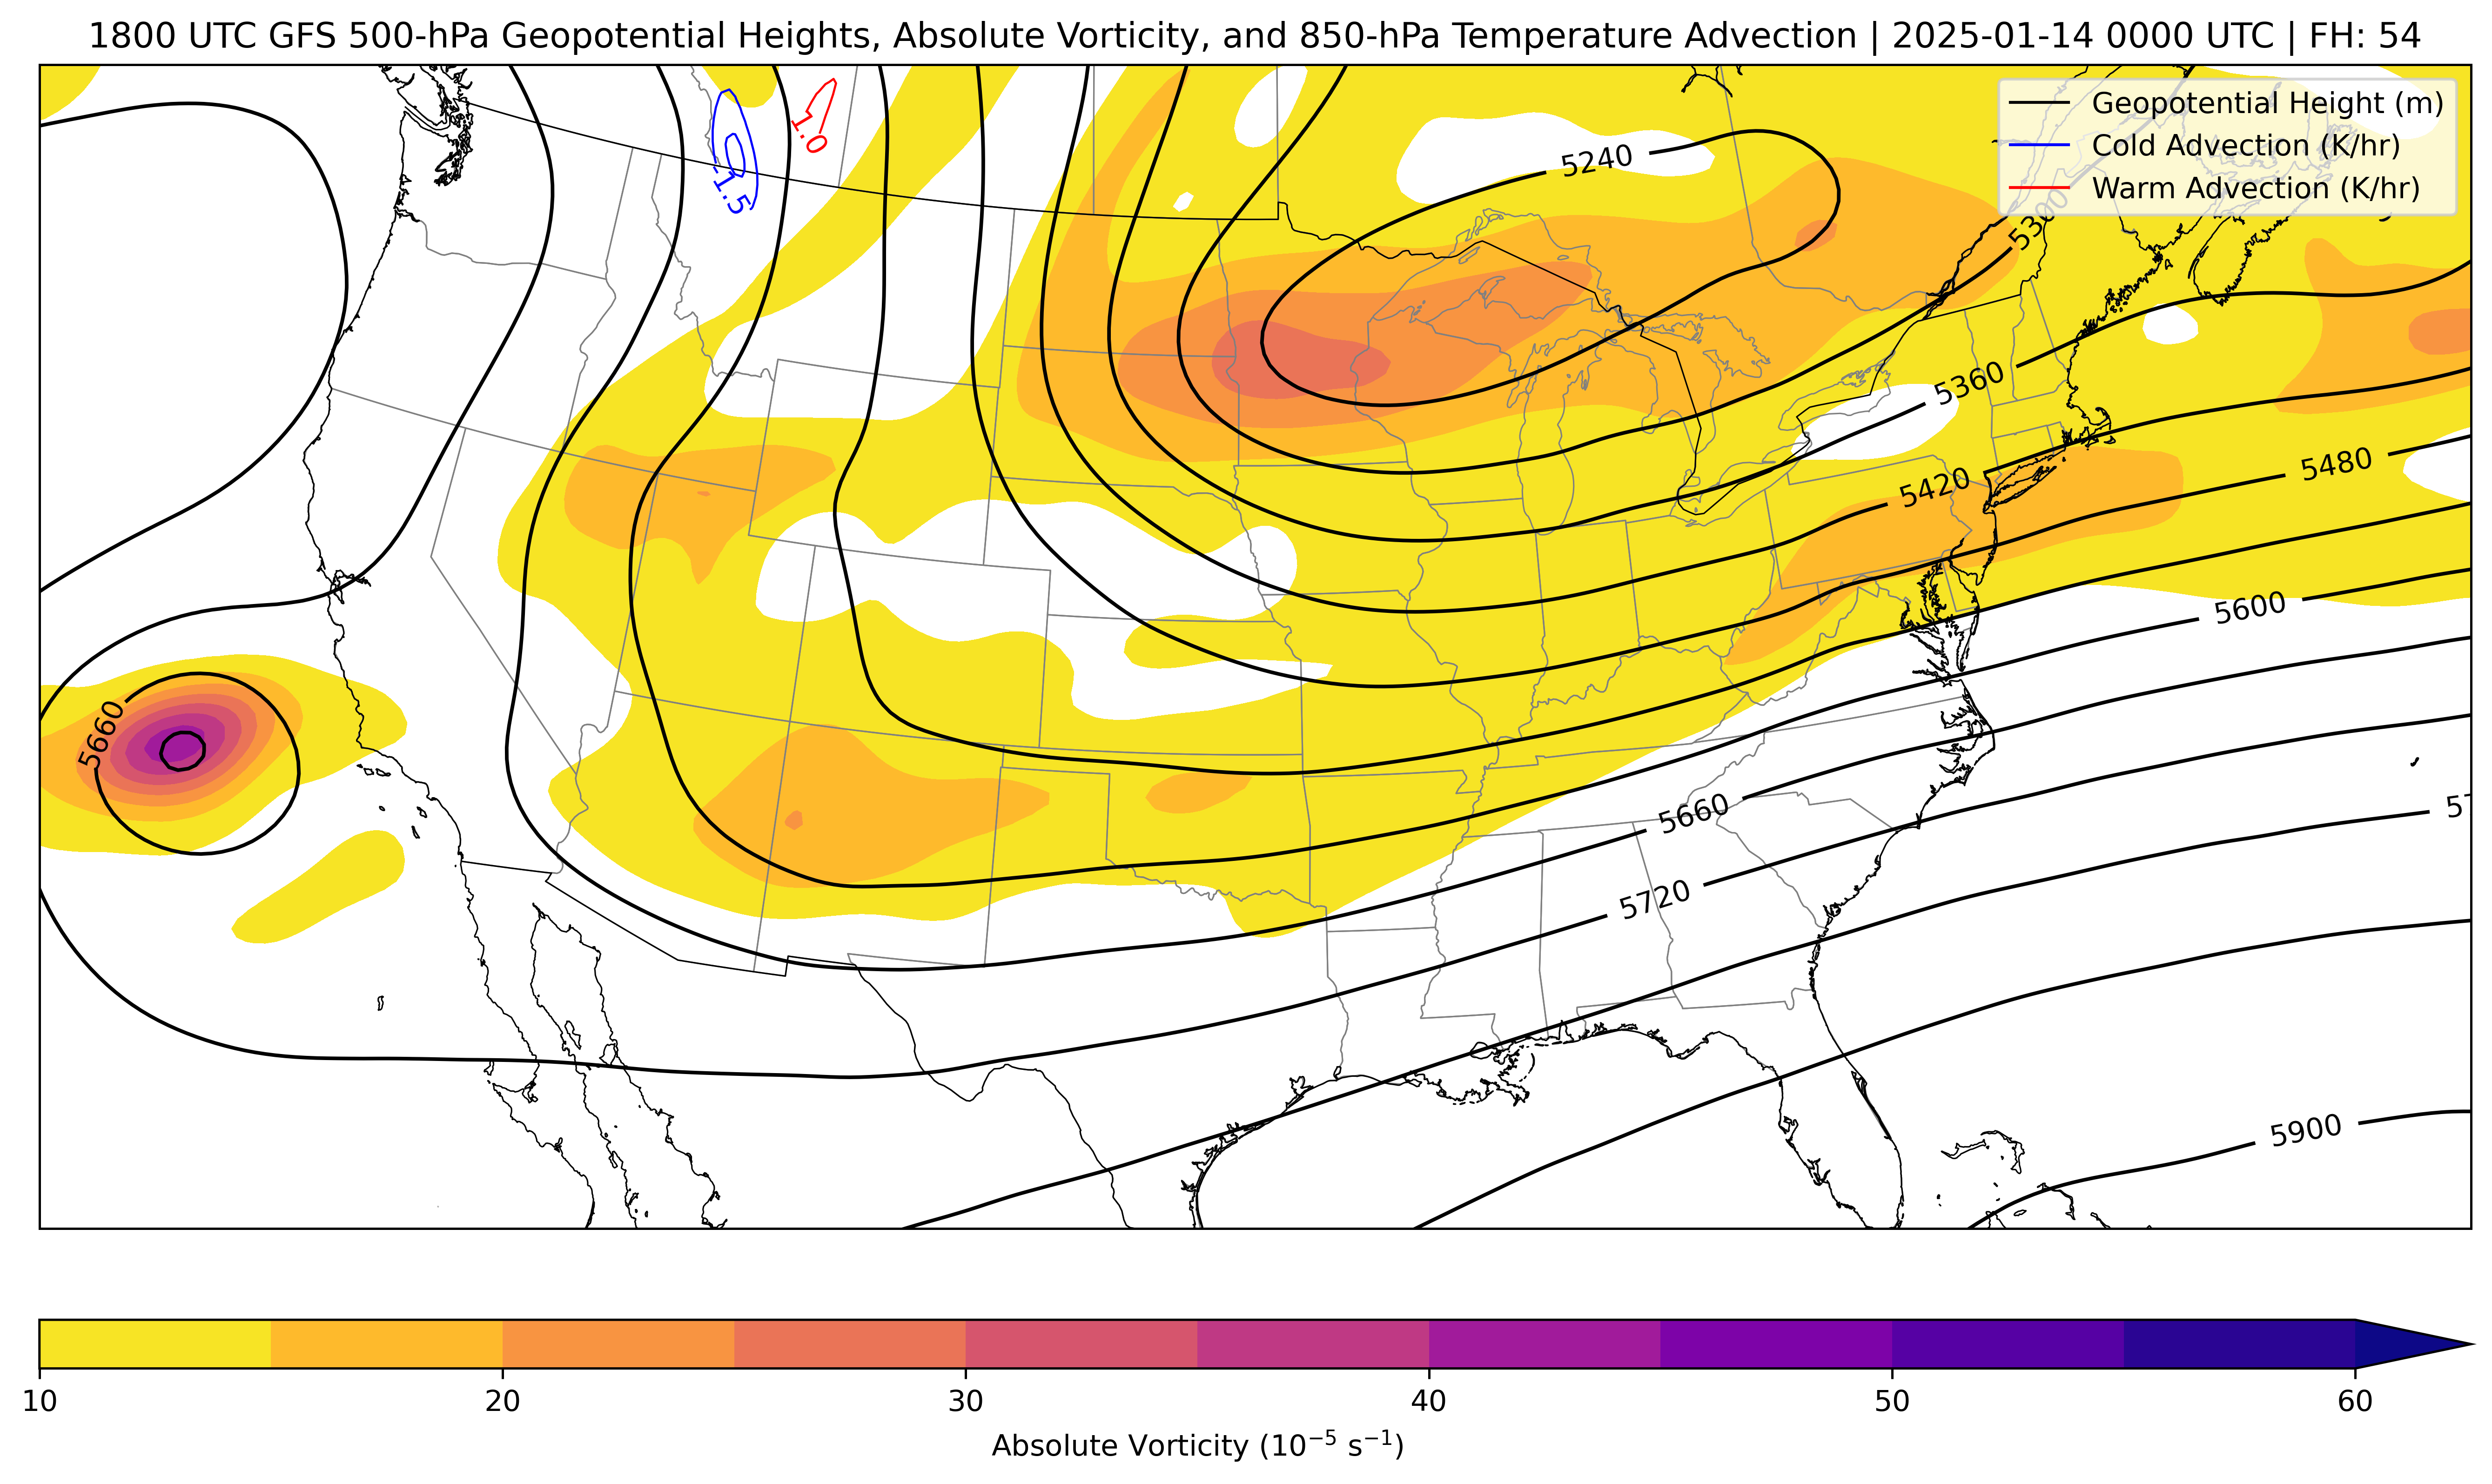 1800 UTC GFS 500-hPa Geopotential Heights, Absolute Vorticity, and 850-hPa Temperature Advection | 2025-01-14 0000 UTC | FH: 54
Geopotential Height (m)
Cold Advection (K/hr)
Warm Advection (K/hr)
1.0
-1.5
5240
5300
5360
5420
5480
5600
5660
5660
5720
5900
10 20 30 40 50 60
Absolute Vorticity (10⁻⁵ s⁻¹)